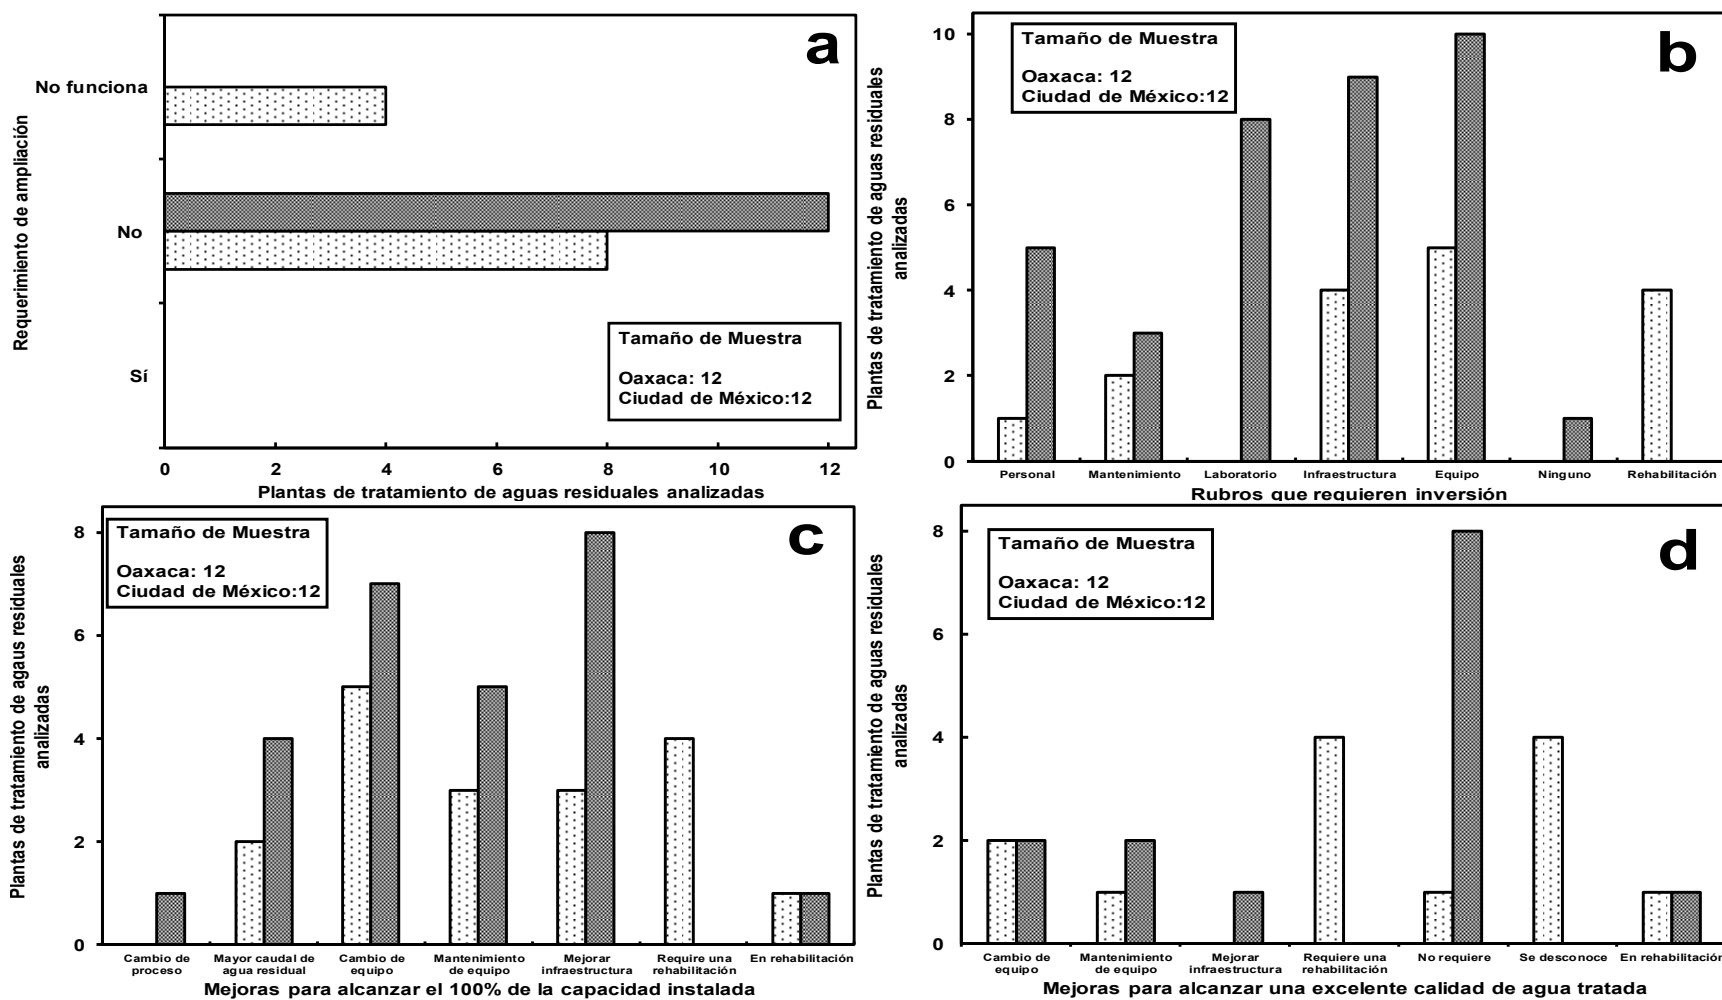 a
Requerimiento de ampliación
No funciona
No
Sí
Tamaño de Muestra
Oaxaca: 12
Ciudad de México:12
0 2 4 6 8 10 12
Plantas de tratamiento de aguas residuales analizadas
b
Plantas de tratamiento de aguas residuales
analizadas
10
8
6
4
2
0
Tamaño de Muestra
Oaxaca: 12
Ciudad de México:12
Personal Mantenimiento Laboratorio Infraestructura Equipo Ninguno Rehabilitación
Rubros que requieren inversión
c
Plantas de tratamiento de agaus residuales
analizadas
8
6
4
2
0
Tamaño de Muestra
Oaxaca: 12
Ciudad de México:12
Cambio de
proceso
Mayor caudal de
agua residual
Cambio de
equipo
Mantenimiento
de equipo
Mejorar
infraestructura
Require una
rehabilitación
En rehabilitación
Mejoras para alcanzar el 100% de la capacidad instalada
d
Plantas de tratamiento de aguas residuales
analizadas
8
6
4
2
0
Tamaño de Muestra
Oaxaca: 12
Ciudad de México:12
Cambio de
equipo
Mantenimiento
de equipo
Mejorar
infraestructura
Requiere una
rehabilitación
No requiere
Se desconoce
En rehabilitación
Mejoras para alcanzar una excelente calidad de agua tratada